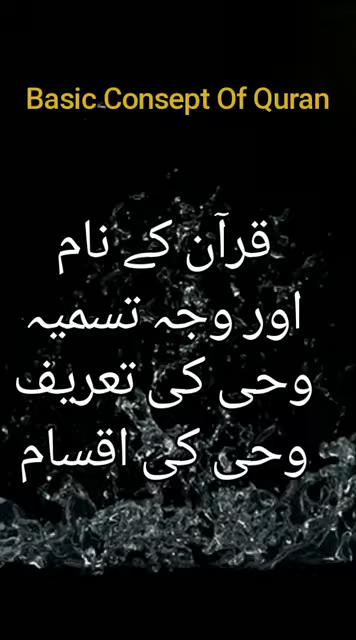 Basic Consept Of Quran
قرآن کے نام
اور وجہ تسمیہ
وحی کی تعریف
وحی کی اقسام